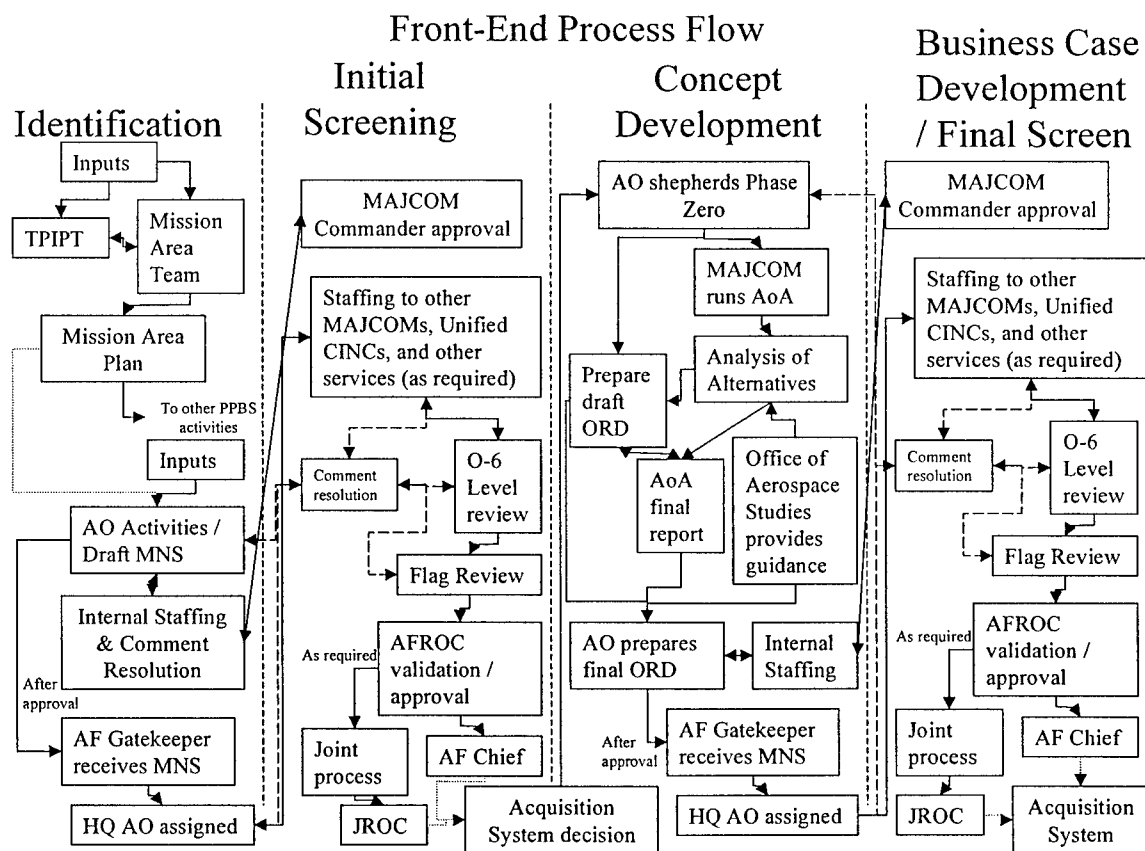 Front-End Process Flow
Identification
Initial
Screening
Concept
Development
Business Case
Development
/ Final Screen
Inputs
TPIPT
Mission
Area
Team
Mission Area
Plan
To other PPBS
activities
Inputs
AO Activities /
Draft MNS
Internal Staffing
& Comment
Resolution
After
approval
AF Gatekeeper
receives MNS
HQ AO assigned
MAJCOM
Commander approval
Staffing to other
MAJCOMs, Unified
CINCs, and other
services (as required)
Comment
resolution
O-6
Level
review
Flag Review
As required
AFROC
validation /
approval
Joint
process
AF Chief
JROC
Acquisition
System decision
AO shepherds Phase
Zero
MAJCOM
runs AoA
Analysis of
Alternatives
Prepare
draft
ORD
AoA
final
report
Office of
Aerospace
Studies
provides
guidance
AO prepares
final ORD
Internal
Staffing
After
approval
AF Gatekeeper
receives MNS
HQ AO assigned
MAJCOM
Commander approval
Staffing to other
MAJCOMs, Unified
CINCs, and other
services (as required)
Comment
resolution
O-6
Level
review
Flag Review
As required
AFROC
validation /
approval
Joint
process
AF Chief
JROC
Acquisition
System